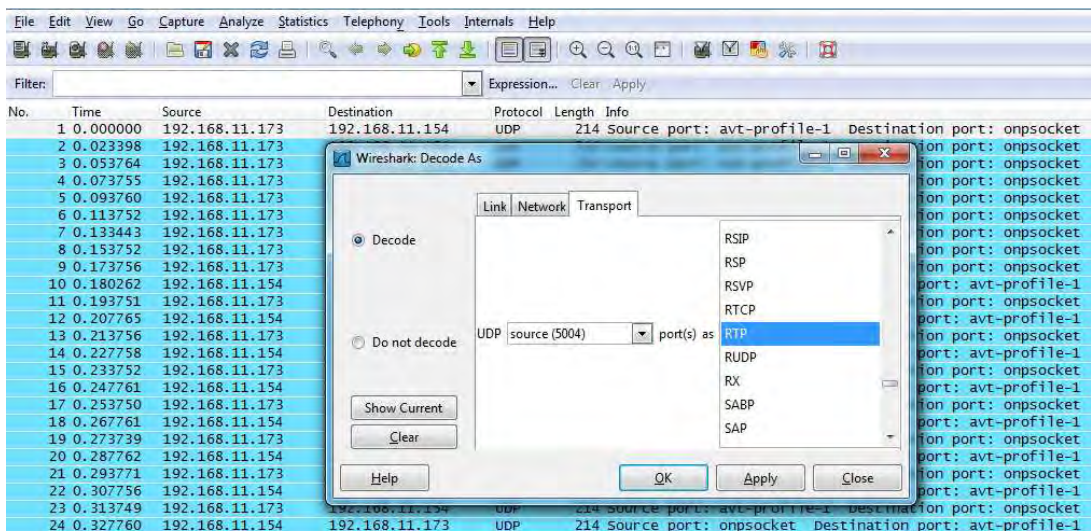 File Edit View Go Capture Analyze Statistics Telephony Tools Internals Help
Filter: Expression... Clear Apply
No. Time Source Destination Protocol Length Info
1 0.000000 192.168.11.173 192.168.11.154 UDP 214 Source port: avt-profile-1 Destination port: onpsocket
2 0.023398 192.168.11.173 ion port: onpsocket
3 0.053764 192.168.11.173 ion port: onpsocket
4 0.073755 192.168.11.173 ion port: onpsocket
5 0.093760 192.168.11.173 ion port: onpsocket
6 0.113752 192.168.11.173 ion port: onpsocket
7 0.133443 192.168.11.173 ion port: onpsocket
8 0.153752 192.168.11.173 ion port: onpsocket
9 0.173756 192.168.11.173 ion port: onpsocket
10 0.180262 192.168.11.154 port: avt-profile-1
11 0.193751 192.168.11.173 ion port: onpsocket
12 0.207765 192.168.11.154 port: avt-profile-1
13 0.213756 192.168.11.173 ion port: onpsocket
14 0.227758 192.168.11.154 port: avt-profile-1
15 0.233752 192.168.11.173 ion port: onpsocket
16 0.247761 192.168.11.154 port: avt-profile-1
17 0.253750 192.168.11.173 ion port: onpsocket
18 0.267761 192.168.11.154 port: avt-profile-1
19 0.273739 192.168.11.173 ion port: onpsocket
20 0.287762 192.168.11.154 port: avt-profile-1
21 0.293771 192.168.11.173 ion port: onpsocket
22 0.307756 192.168.11.154 port: avt-profile-1
23 0.313749 192.168.11.173 192.168.11.154 UDP 214 Source port: avt-profile-1 Destination port: onpsocket
24 0.327760 192.168.11.154 192.168.11.173 UDP 214 Source port: onpsocket Destination port: avt-profile-1
Wireshark: Decode As
Link Network Transport
Decode
Do not decode
Show Current
Clear
UDP source (5004) port(s) as
RSIP
RSP
RSVP
RTCP
RTP
RUDP
RX
SABP
SAP
Help OK Apply Close